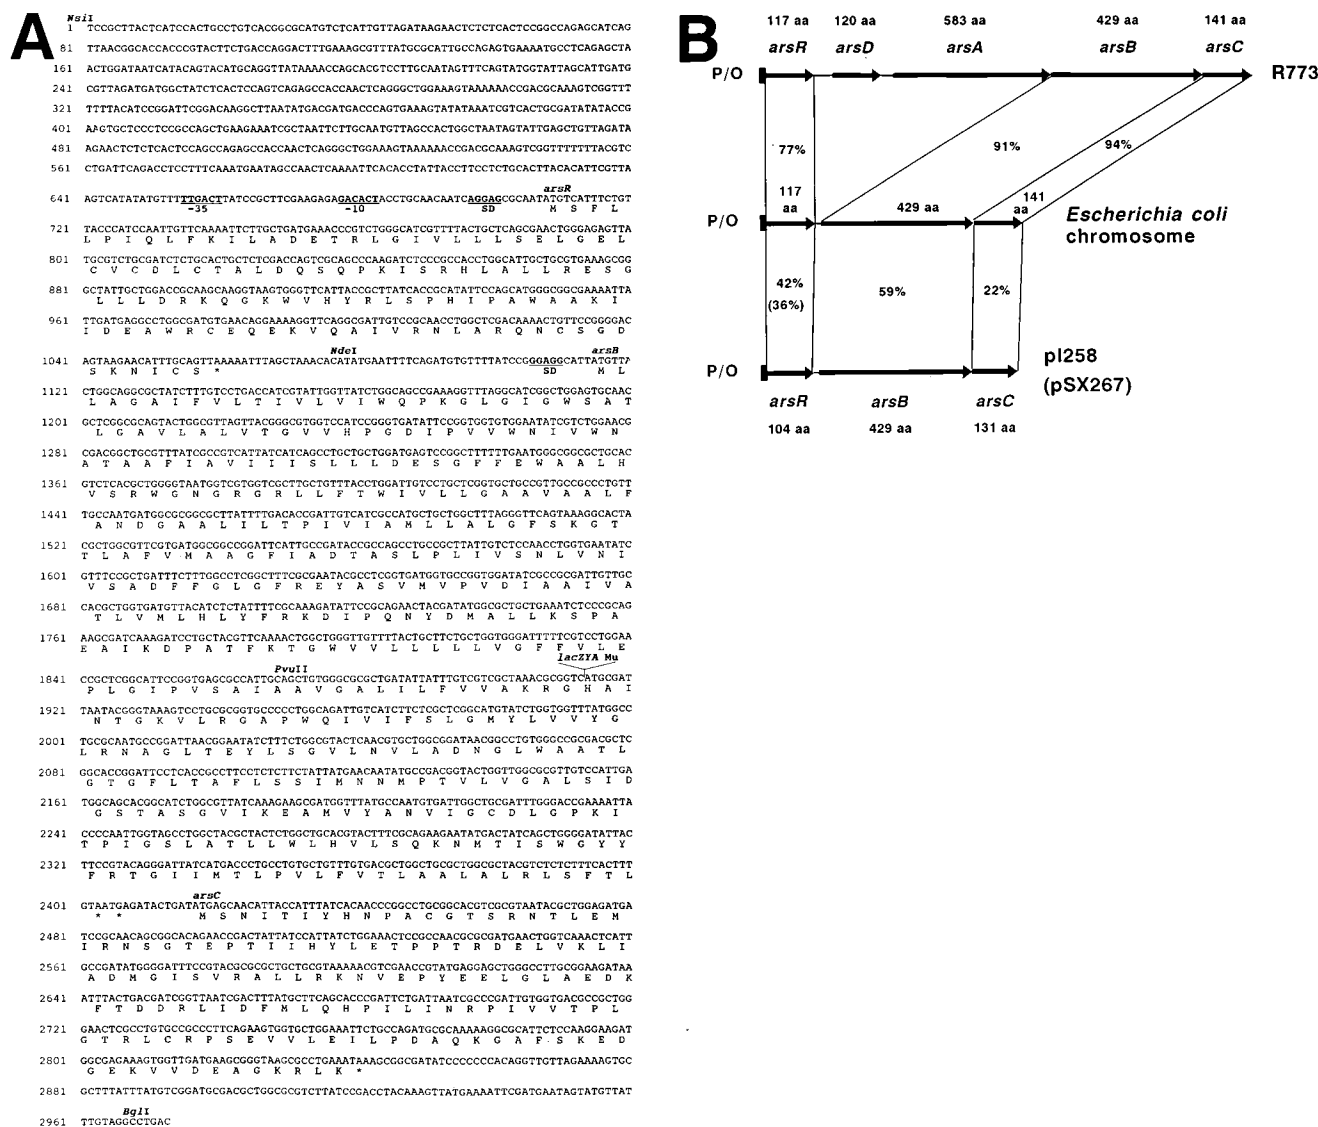 A
NsiI
1 TCCGCTTACTCATCCACTGCCTGTCACGGCGCATGTCTCATTGTTAGATAAGAACTCTCTCACTCCGGCCAGAGCATCAG
81 TTAACGGCACCACCCGTACTTCTGACCAGGACTTTGAAAGCGTTTATGCGCATTGCCAGAGTGAAAATGCCTCAGAGCTA
161 ACTGGATAATCATACAGTACATGCAGGTTATAAAACCAGCACGTCCTTGCAATAGTTTCAGTATGGTATTAGCATTGATG
241 CGTTAGATGATGGCTATCTCACTCCAGTCAGAGCCACCAACTCAGGGCTGGAAAGTAAAAAACCGACGCAAAGTCGGTTT
321 TTTTACATCCGGATTCGGACAAGGCTTAATATGACGATGACCCAGTGAAAGTATATAAATCGTCACTGCGATATATACCG
401 AAGTGCTCCCTCCGCCAGCTGAAGAAATCGCTAATTCTTGCAATGTTAGCCACTGGCTAATAGTATTGAGCTGTTAGATA
481 AGAACTCTCTCACTCCAGCCAGAGCCACCAACTCAGGGCTGGAAAGTAAAAAACCGACGCAAAGTCGGTTTTTTTACGTC
561 CTGATTCAGACCTCCTTTCAAATGAATAGCCAACTCAAAATTCACACCTATTACCTTCCTCTGCACTTACACATTCGTTA
arsR
641 AGTCATATATGTTTTTGACTTATCCGCTTCGAAGAGAGACACTACCTGCAACAATCAGGAGCGCAATATGTCATTTCTGT
-35 -10 SD M S F L
721 TACCCATCCAATTGTTCAAAATTCTTGCTGATGAAACCCGTCTGGGCATCGTTTTACTGCTCAGCGAACTGGGAGAGTTA
L P I Q L F K I L A D E T R L G I V L L L S E L G E L
801 TGCGTCTGCGATCTCTGCACTGCTCTCGACCAGTCGCAGCCCAAGATCTCCCGCCACCTGGCATTGCTGCGTGAAAGCGG
C V C D L C T A L D Q S Q P K I S R H L A L L R E S G
881 GCTATTGCTGGACCGCAAGCAAGGTAAGTGGGTTCATTACCGCTTATCACCGCATATTCCAGCATGGGCGGCGAAAATTA
L L L D R K Q G K W V H Y R L S P H I P A W A A K I
961 TTGATGAGGCCTGGCGATGTGAACAGGAAAAGGTTCAGGCGATTGTCCGCAACCTGGCTCGACAAAACTGTTCCGGGGAC
I D E A W R C E Q E K V Q A I V R N L A R Q N C S G D
NdeI arsB
1041 AGTAAGAACATTTGCAGTTAAAAATTTAGCTAAACACATATGAATTTTCAGATGTGTTTTATCCGGGAGGCATTATGTTA
S K N I C S * SD M L
1121 CTGGCAGGCGCTATCTTTGTCCTGACCATCGTATTGGTTATCTGGCAGCCGAAAGGTTTAGGCATCGGCTGGAGTGCAAC
L A G A I F V L T I V L V I W Q P K G L G I G W S A T
1201 GCTCGGCGCAGTACTGGCGTTAGTTACGGGCGTGGTCCATCCGGGTGATATTCCGGTGGTGTGGAATATCGTCTGGAACG
L G A V L A L V T G V V H P G D I P V V W N I V W N
1281 CGACGGCTGCGTTTATCGCCGTCATTATCATCAGCCTGCTGCTGGATGAGTCCGGCTTTTTTGAATGGGCGGCGCTGCAC
A T A A F I A V I I I S L L L D E S G F F E W A A L H
1361 GTCTCACGCTGGGGTAATGGTCGTGGTCGCTTGCTGTTTACCTGGATTGTCCTGCTCGGTGCTGCCGTTGCCGCCCTGTT
V S R W G N G R G R L L F T W I V L L G A A V A A L F
1441 TGCCAATGATGGCGCGGCGCTTATTTTGACACCGATTGTCATCGCCATGCTGCTGGCTTTAGGGTTCAGTAAAGGCACTA
A N D G A A L I L T P I V I A M L L A L G F S K G T
1521 CGCTGGCGTTCGTGATGGCGGCCGGATTCATTGCCGATACCGCCAGCCTGCCGCTTATTGTCTCCAACCTGGTGAATATC
T L A F V M A A G F I A D T A S L P L I V S N L V N I
1601 GTTTCCGCTGATTTCTTTGGCCTCGGCTTTCGCGAATACGCCTCGGTGATGGTGCCGGTGGATATCGCCGCGATTGTTGC
V S A D F F G L G F R E Y A S V M V P V D I A A I V A
1681 CACGCTGGTGATGTTACATCTCTATTTTCGCAAAGATATTCCGCAGAACTACGATATGGCGCTGCTGAAATCTCCCGCAG
T L V M L H L Y F R K D I P Q N Y D M A L L K S P A
1761 AAGCGATCAAAGATCCTGCTACGTTCAAAACTGGCTGGGTTGTTTTACTGCTTCTGCTGGTGGGATTTTTCGTCCTGGAA
E A I K D P A T F K T G W V V L L L L L V G F F V L E
PvuII lacZYA Mu
1841 CCGCTCGGCATTCCGGTGAGCGCCATTGCAGCTGTGGGCGCGCTGATATTATTTGTCGTCGCTAAACGCGGTCATGCGAT
P L G I P V S A I A A V G A L I L F V V A K R G H A I
1921 TAATACGGGTAAAGTCCTGCGCGGTGCCCCCTGGCAGATTGTCATCTTCTCGCTCGGCATGTATCTGGTGGTTTATGGCC
N T G K V L R G A P W Q I V I F S L G M Y L V V Y G
2001 TGCGCAATGCCGGATTAACGGAATATCTTTCTGGCGTACTCAACGTGCTGGCGGATAACGGCCTGTGGGCCGCGACGCTC
L R N A G L T E Y L S G V L N V L A D N G L W A A T L
2081 GGCACCGGATTCCTCACCGCCTTCCTCTCTTCTATTATGAACAATATGCCGACGGTACTGGTTGGCGCGTTGTCCATTGA
G T G F L T A F L S S I M N N M P T V L V G A L S I D
2161 TGGCAGCACGGCATCTGGCGTTATCAAAGAAGCGATGGTTTATGCCAATGTGATTGGCTGCGATTTGGGACCGAAAATTA
G S T A S G V I K E A M V Y A N V I G C D L G P K I
2241 CCCCAATTGGTAGCCTGGCTACGCTACTCTGGCTGCACGTACTTTCGCAGAAGAATATGACTATCAGCTGGGGATATTAC
T P I G S L A T L L W L H V L S Q K N M T I S W G Y Y
2321 TTCCGTACAGGGATTATCATGACCCTGCCTGTGCTGTTTGTGACGCTGGCTGCGCTGGCGCTACGTCTCTCTTTCACTTT
F R T G I I M T L P V L F V T L A A L A L R L S F T L
arsC
2401 GTAATGAGATACTGATATGAGCAACATTACCATTTATCACAACCCGGCCTGCGGCACGTCGCGTAATACGCTGGAGATGA
* * M S N I T I Y H N P A C G T S R N T L E M
2481 TCCGCAACAGCGGCACAGAACCGACTATTATCCATTATCTGGAAACTCCGCCAACGCGCGATGAACTGGTCAAACTCATT
I R N S G T E P T I I H Y L E T P P T R D E L V K L I
2561 GCCGATATGGGGATTTCCGTACGCGCGCTGCTGCGTAAAAACGTCGAACCGTATGAGGAGCTGGGCCTTGCGGAAGATAA
A D M G I S V R A L L R K N V E P Y E E L G L A E D K
2641 ATTTACTGACGATCGGTTAATCGACTTTATGCTTCAGCACCCGATTCTGATTAATCGCCCGATTGTGGTGACGCCGCTGG
F T D D R L I D F M L Q H P I L I N R P I V V T P L
2721 GAACTCGCCTGTGCCGCCCTTCAGAAGTGGTGCTGGAAATTCTGCCAGATGCGCAAAAAGGCGCATTCTCCAAGGAAGAT
G T R L C R P S E V V L E I L P D A Q K G A F S K E D
2801 GGCGAGAAAGTGGTTGATGAAGCGGGTAAGCGCCTGAAATAAAGCGGCGATATCCCCCCCACAGGTTGTTAGAAAAGTGC
G E K V V D E A G K R L K *
2881 GCTTTATTTATGTCGGATGCGACGCTGGCGCGTCTTATCCGACCTACAAAGTTATGAAAATTCGATGAATAGTATGTTAT
BglI
2961 TTGTAGGCCTGAC
B
117 aa 120 aa 583 aa 429 aa 141 aa
arsR arsD arsA arsB arsC
P/O R773
77% 91% 94%
117 aa 429 aa 141 aa
P/O Escherichia coli
chromosome
42% 59% 22%
(36%)
P/O pI258
(pSX267)
arsR arsB arsC
104 aa 429 aa 131 aa